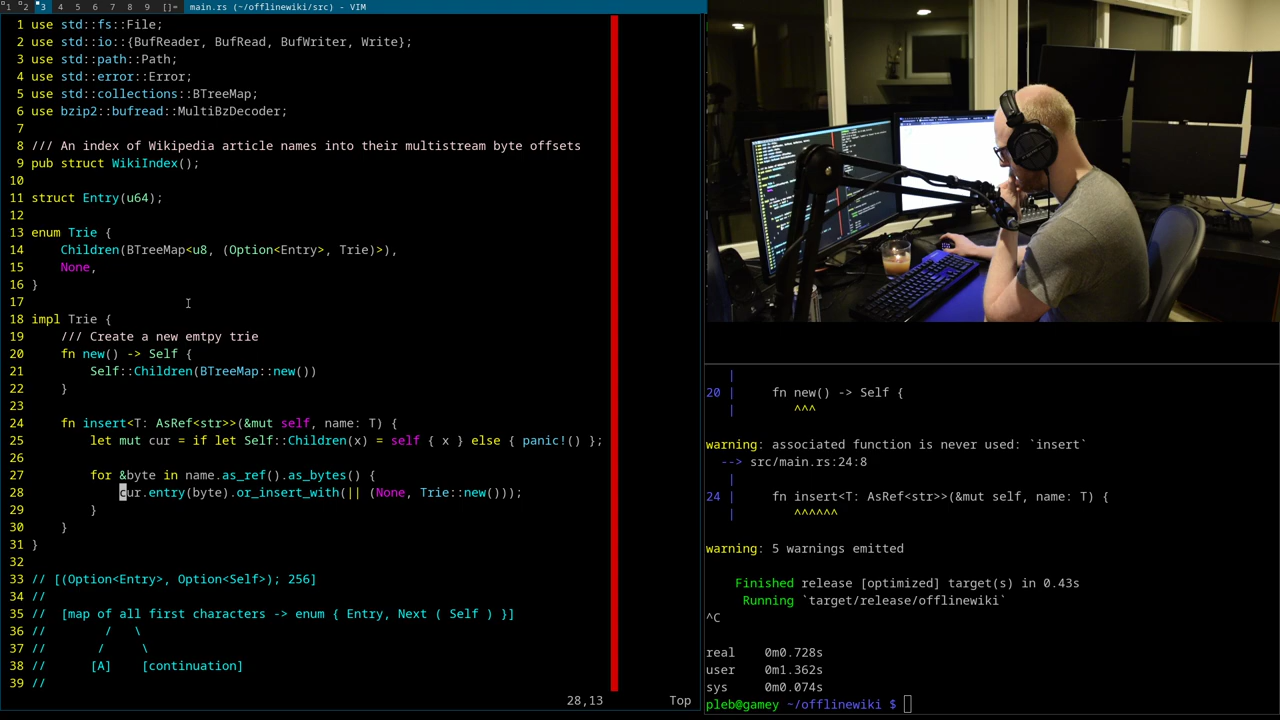 1 2 3 4 5 6 7 8 9 []= main.rs (~/offlinewiki/src) - VIM
1 use std::fs::File;
2 use std::io::{BufReader, BufRead, BufWriter, Write};
3 use std::path::Path;
4 use std::error::Error;
5 use std::collections::BTreeMap;
6 use bzip2::bufread::MultiBzDecoder;
7
8 /// An index of Wikipedia article names into their multistream byte offsets
9 pub struct WikiIndex();
10
11 struct Entry(u64);
12
13 enum Trie {
14     Children(BTreeMap<u8, (Option<Entry>, Trie)>),
15     None,
16 }
17
18 impl Trie {
19     /// Create a new emtpy trie
20     fn new() -> Self {
21         Self::Children(BTreeMap::new())
22     }
23
24     fn insert<T: AsRef<str>>(&mut self, name: T) {
25         let mut cur = if let Self::Children(x) = self { x } else { panic!() };
26
27         for &byte in name.as_ref().as_bytes() {
28             cur.entry(byte).or_insert_with(|| (None, Trie::new()));
29         }
30     }
31 }
32
33 // [(Option<Entry>, Option<Self>); 256]
34 //
35 //   [map of all first characters -> enum { Entry, Next ( Self ) }]
36 //          /   \
37 //         /     \
38 //        [A]     [continuation]
39 //
28,13 Top
|
20 |     fn new() -> Self {
|        ^^^
warning: associated function is never used: `insert`
--> src/main.rs:24:8
|
24 |     fn insert<T: AsRef<str>>(&mut self, name: T) {
|        ^^^^^^
warning: 5 warnings emitted
Finished release [optimized] target(s) in 0.43s
Running `target/release/offlinewiki`
^C
real 0m0.728s
user 0m1.362s
sys 0m0.074s
pleb@gamey ~/offlinewiki $